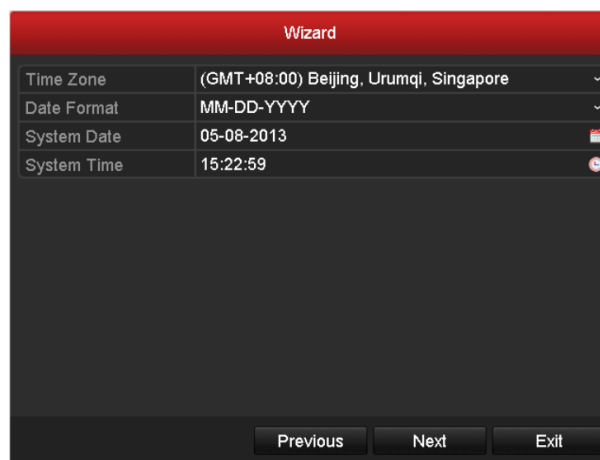 Wizard
Time Zone (GMT+08:00) Beijing, Urumqi, Singapore
Date Format MM-DD-YYYY
System Date 05-08-2013
System Time 15:22:59
Previous Next Exit